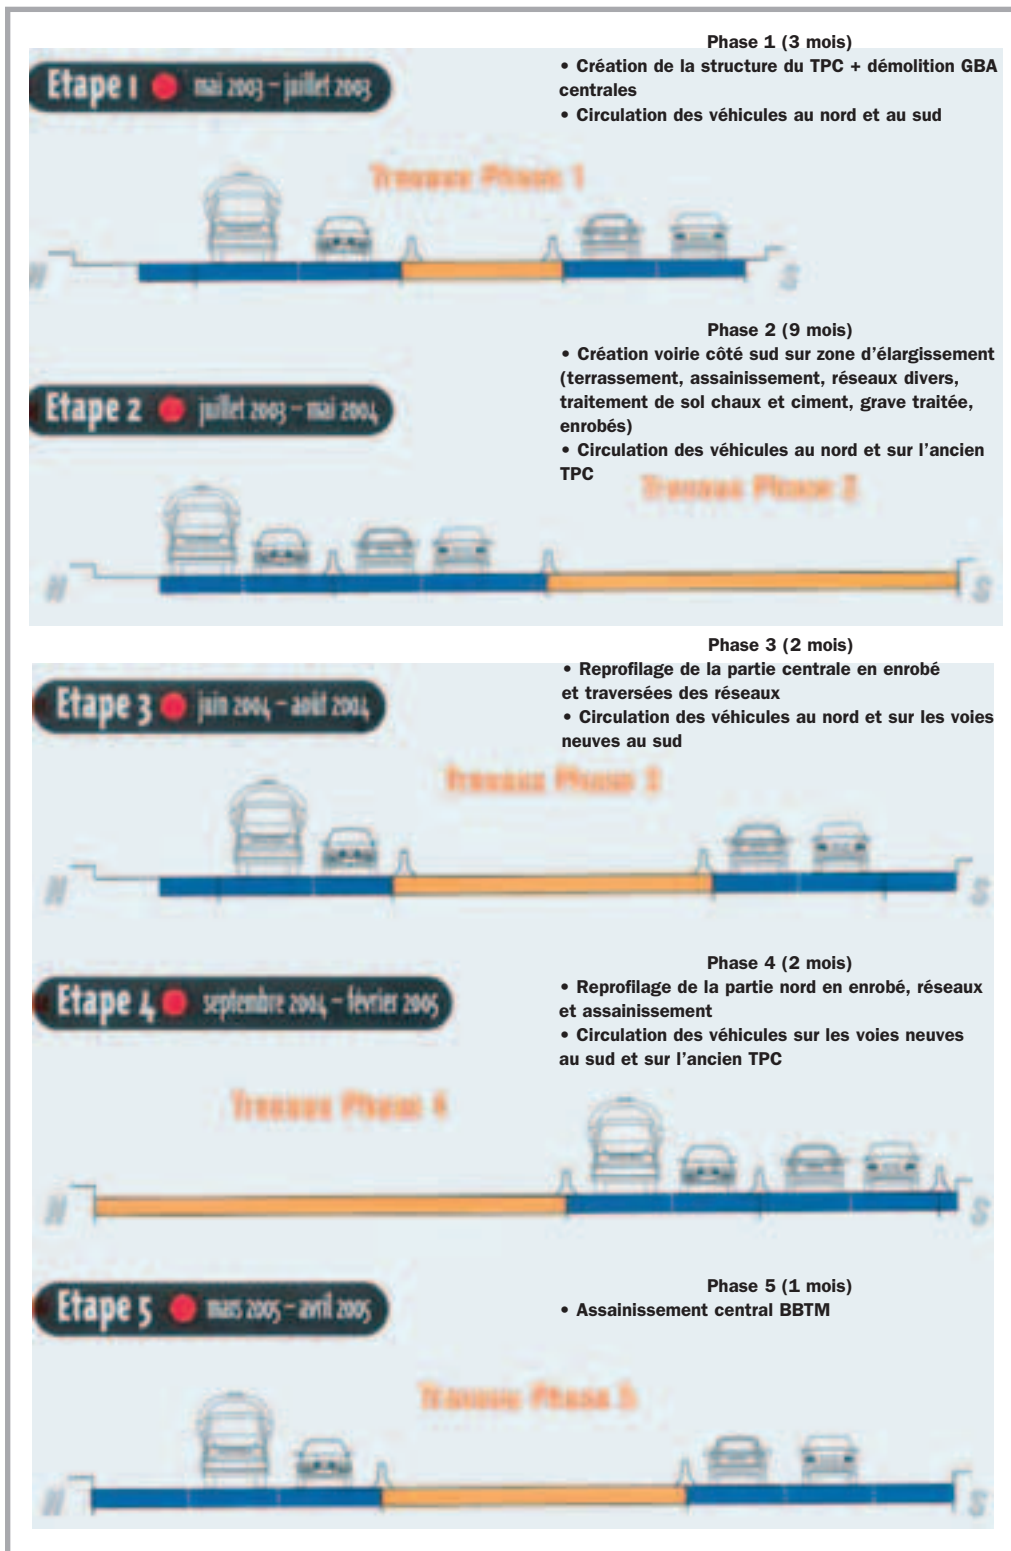 Phase 1 (3 mois)
• Création de la structure du TPC + démolition GBA
centrales
• Circulation des véhicules au nord et au sud
Etape 1 mai 2003 – juillet 2003
Travaux Phase 1
Phase 2 (9 mois)
• Création voirie côté sud sur zone d'élargissement
(terrassement, assainissement, réseaux divers,
traitement de sol chaux et ciment, grave traitée,
enrobés)
• Circulation des véhicules au nord et sur l'ancien
TPC
Etape 2 juillet 2003 – mai 2004
Travaux Phase 2
Phase 3 (2 mois)
• Reprofilage de la partie centrale en enrobé
et traversées des réseaux
• Circulation des véhicules au nord et sur les voies
neuves au sud
Etape 3 juin 2004 – août 2004
Travaux Phase 3
Phase 4 (2 mois)
• Reprofilage de la partie nord en enrobé, réseaux
et assainissement
• Circulation des véhicules sur les voies neuves
au sud et sur l'ancien TPC
Etape 4 septembre 2004 – février 2005
Travaux Phase 4
Phase 5 (1 mois)
• Assainissement central BBTM
Etape 5 mars 2005 – avril 2005
Travaux Phase 5